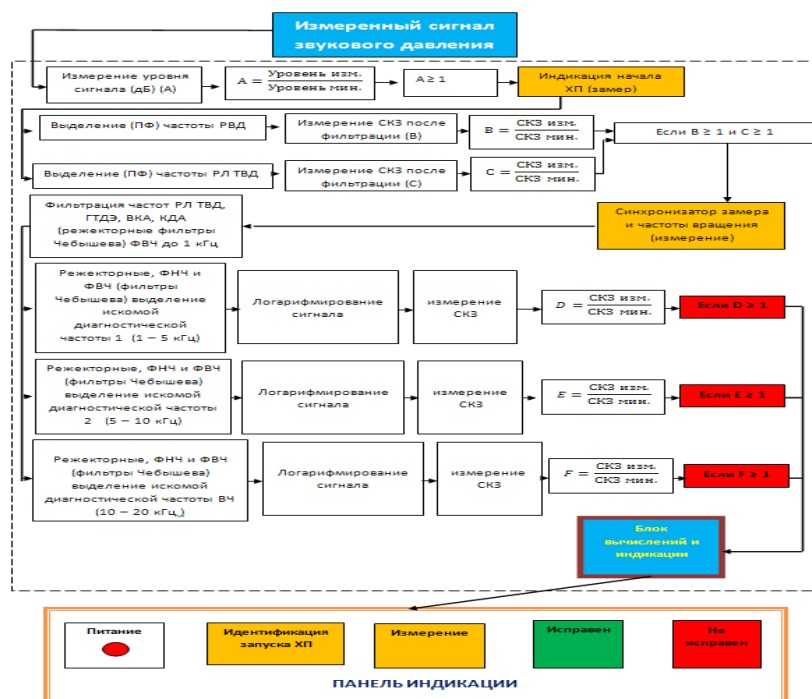 Измеренный сигнал
звукового давления
Измерение уровня
сигнала (дБ) (А)
A = Уровень изм. / Уровень мин.
A ≥ 1
Индикация начала
ХП (замер)
Выделение (ПФ) частоты РВД
Измерение СКЗ после
фильтрации (В)
B = СКЗ изм. / СКЗ мин.
Если B ≥ 1 и C ≥ 1
Выделение (ПФ) частоты РЛ ТВД
Измерение СКЗ после
фильтрации (С)
C = СКЗ изм. / СКЗ мин.
Фильтрация частот РЛ ТВД,
ГТДЭ, ВКА, КДА
(режекторные фильтры
Чебышева) ФВЧ до 1 кГц
Синхронизатор замера
и частоты вращения
(измерение)
Режекторные, ФНЧ и
ФВЧ (фильтры
Чебышева) выделение
искомой
диагностической
частоты 1 (1 – 5 кГц)
Логарифмирование
сигнала
измерение
СКЗ
D = СКЗ изм. / СКЗ мин.
Если D ≥ 1
Режекторные, ФНЧ и ФВЧ
(фильтры Чебышева)
выделение искомой
диагностической частоты
2 (5 – 10 кГц)
Логарифмирование
сигнала
измерение
СКЗ
E = СКЗ изм. / СКЗ мин.
Если E ≥ 1
Режекторные, ФНЧ и ФВЧ
(фильтры Чебышева)
выделение искомой
диагностической частоты ВЧ
(10 – 20 кГц)
Логарифмирование
сигнала
измерение
СКЗ
F = СКЗ изм. / СКЗ мин.
Если F ≥ 1
Блок
вычислений и
индикации
Питание
Идентификация
запуска ХП
Измерение
Исправен
Не
исправен
ПАНЕЛЬ ИНДИКАЦИИ